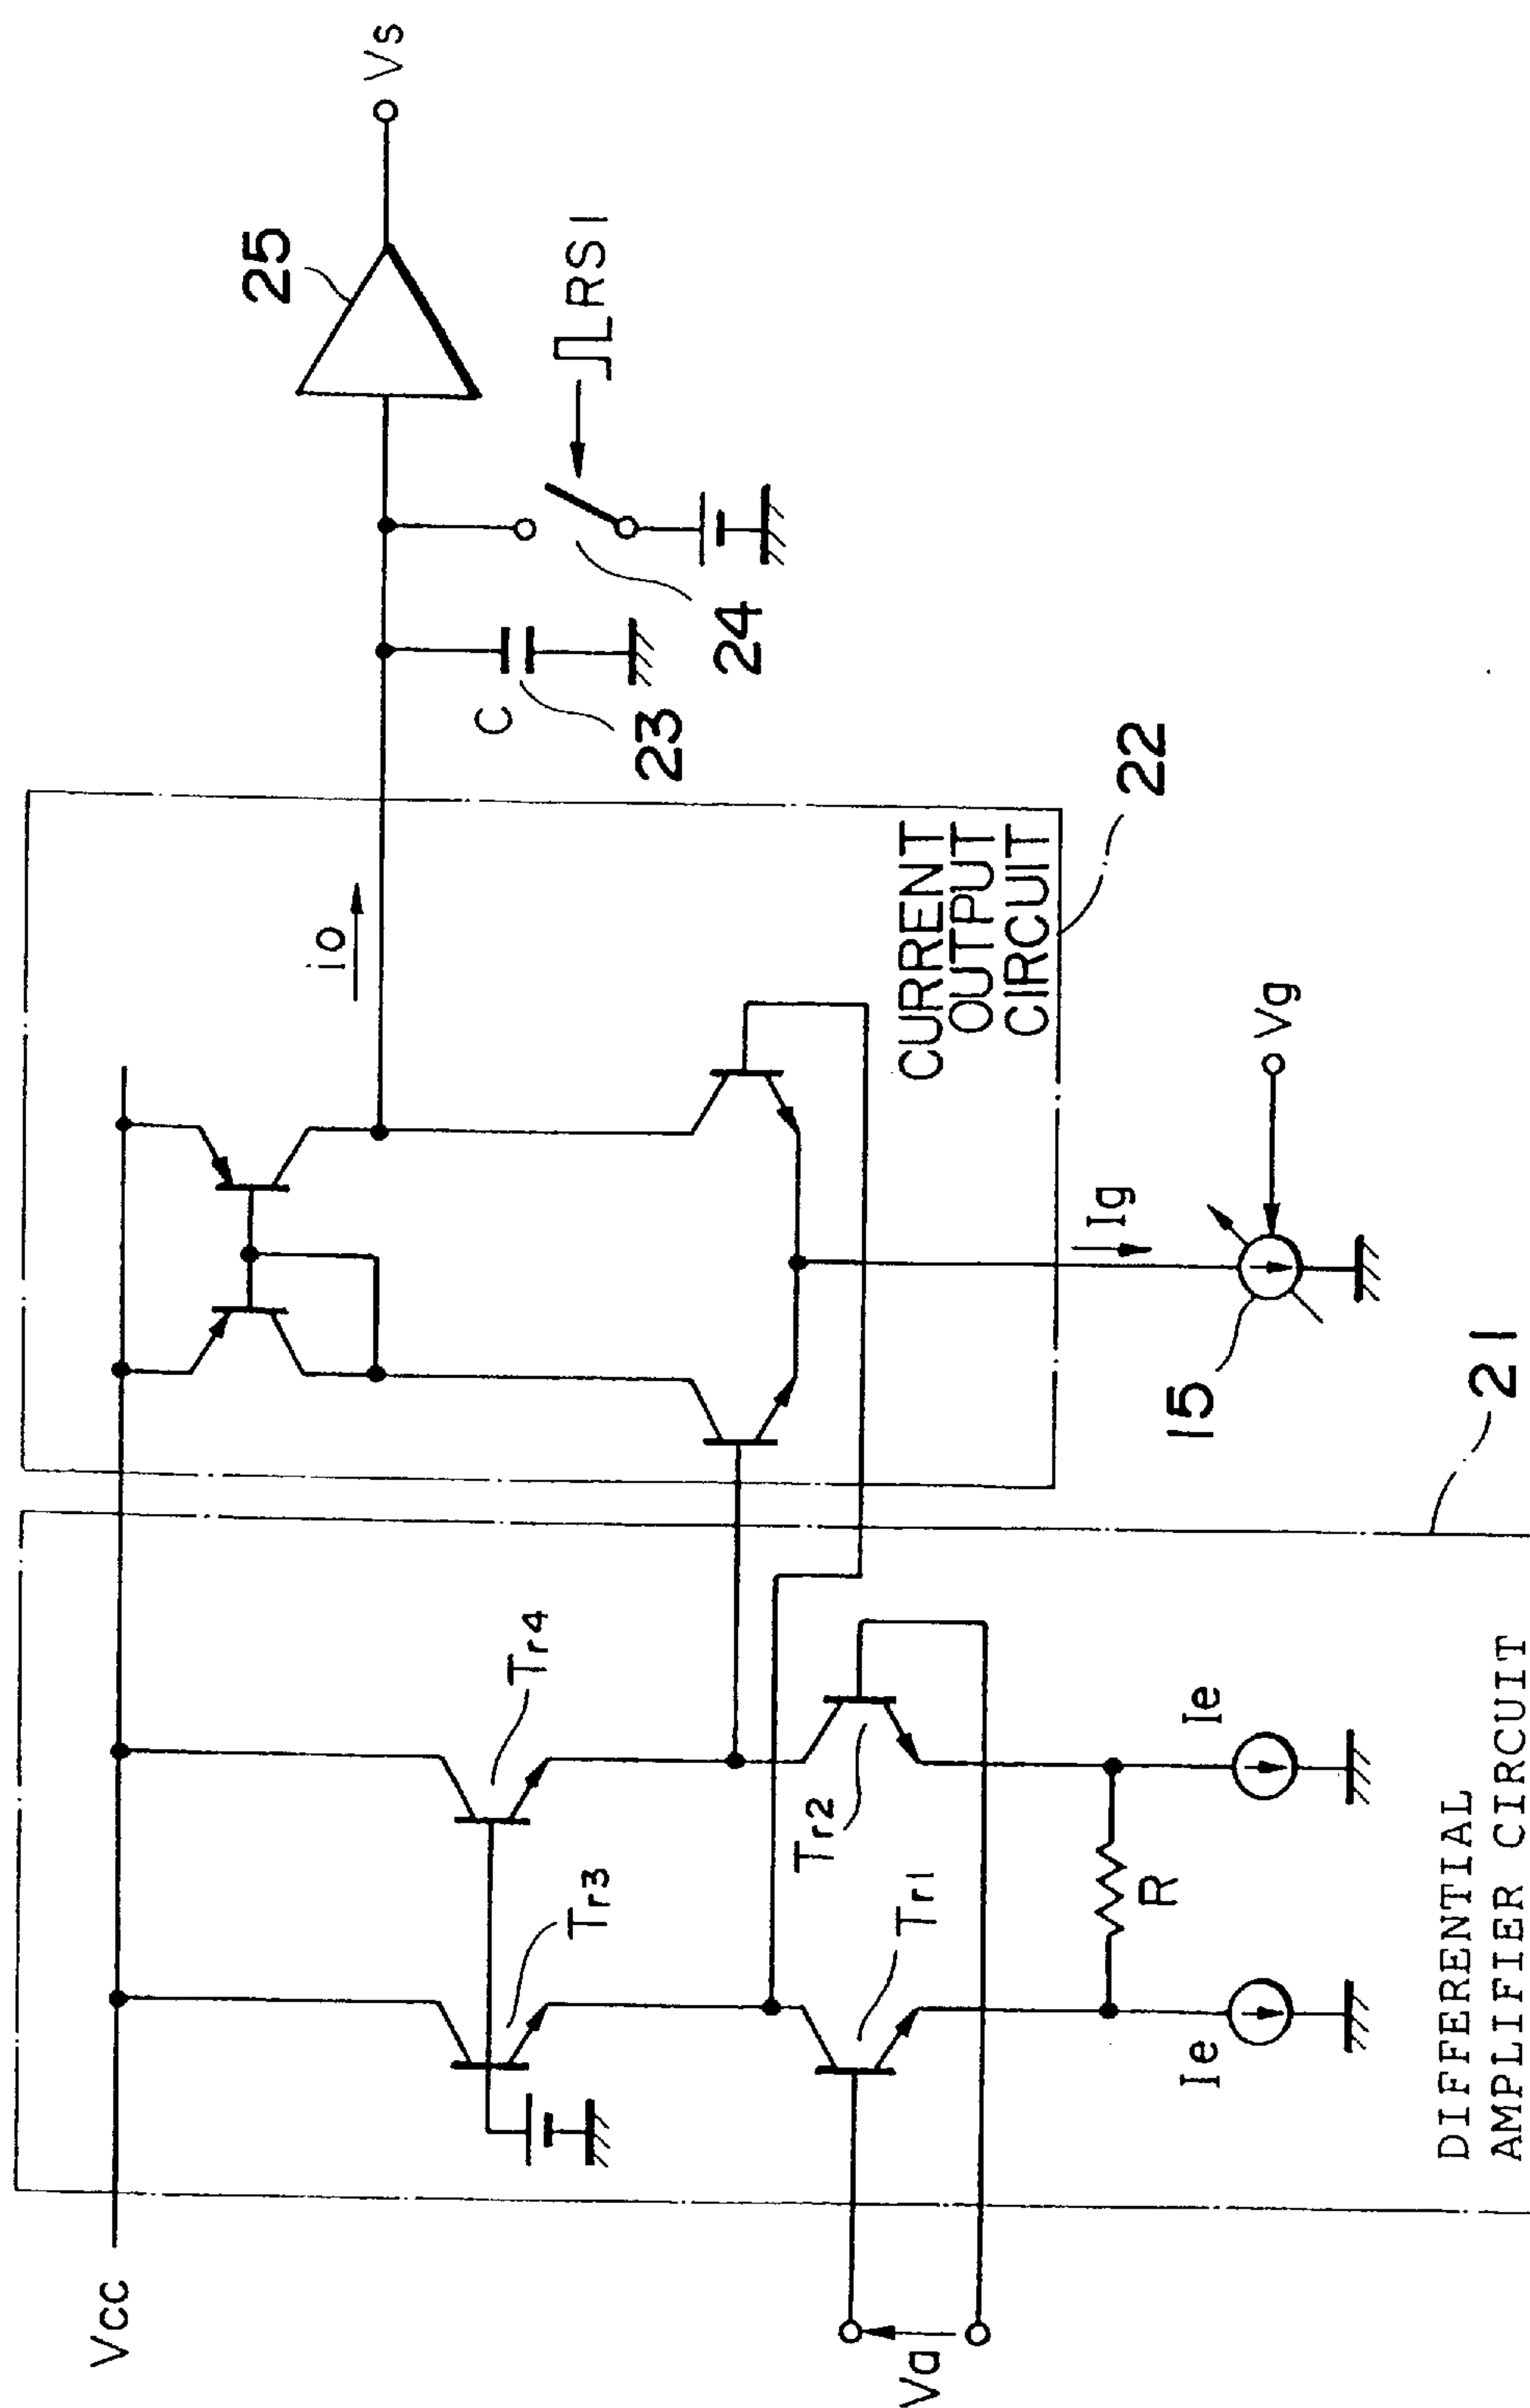 Vcc
Va
Tr3
Tr4
Tr1
Tr2
R
Ie
Ie
DIFFERENTIAL
AMPLIFIER CIRCUIT
21
io
CURRENT
OUTPUT
CIRCUIT
22
Ig
15
Vg
C
23
24
RS1
25
Vs